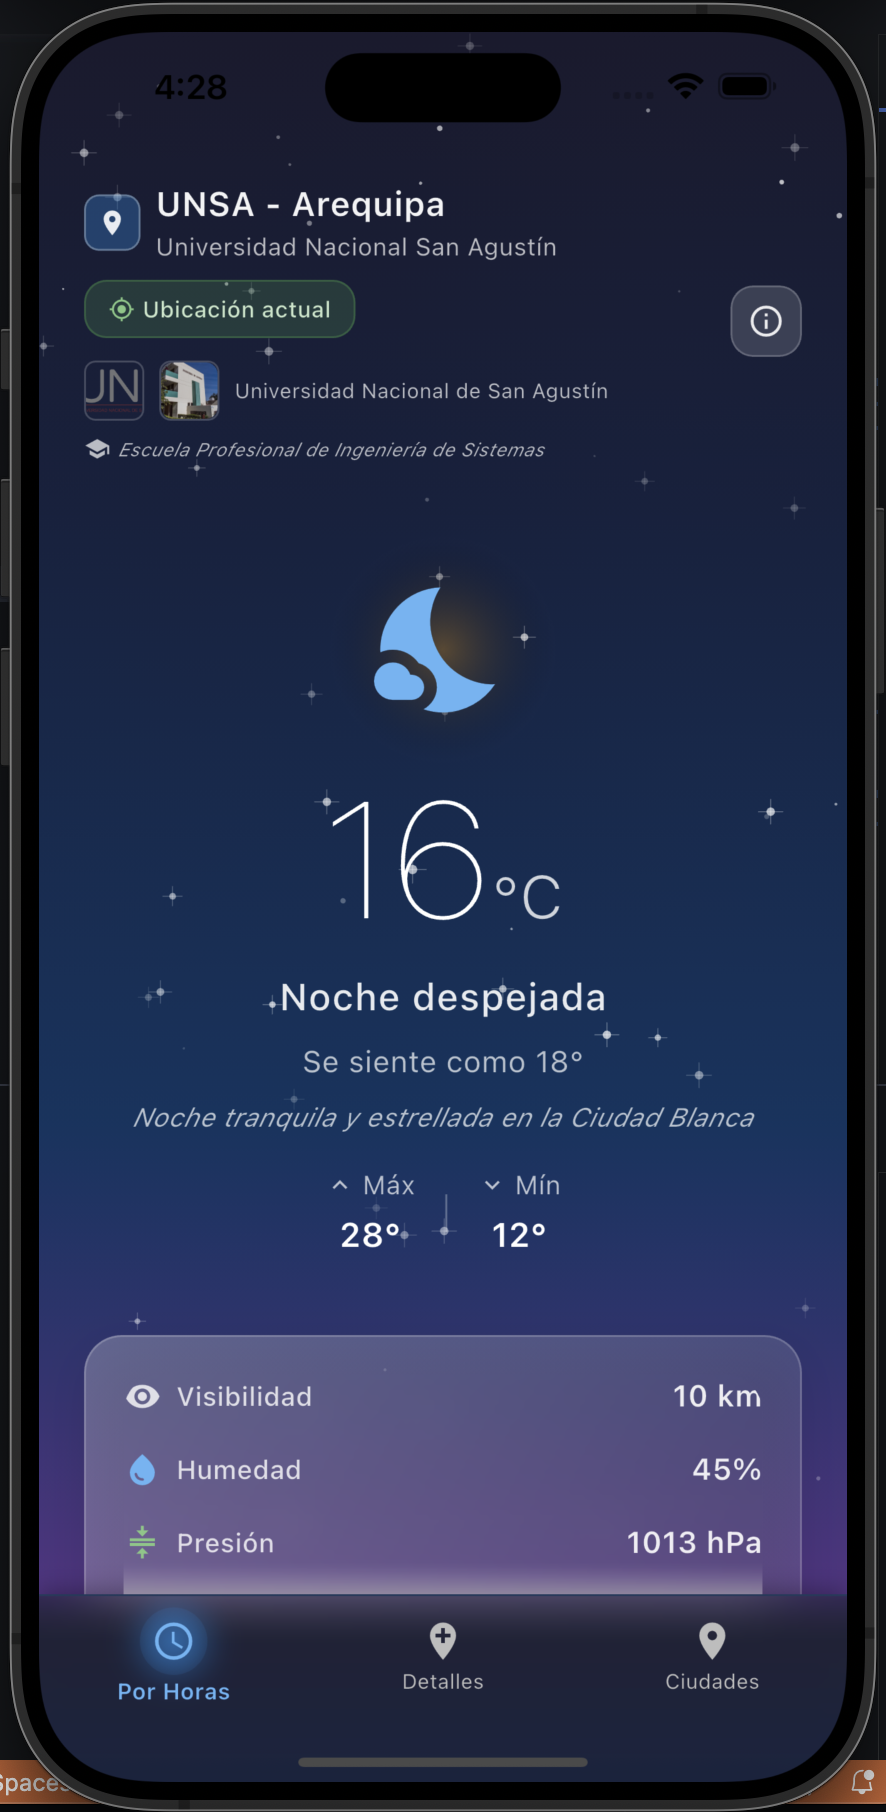 4:28
UNSA - Arequipa
Universidad Nacional San Agustín
Ubicación actual
UN
Universidad Nacional de San Agustín
Escuela Profesional de Ingeniería de Sistemas
16°C
Noche despejada
Se siente como 18°
Noche tranquila y estrellada en la Ciudad Blanca
Máx Mín
28° 12°
Visibilidad 10 km
Humedad 45%
Presión 1013 hPa
Por Horas Detalles Ciudades
Spaces